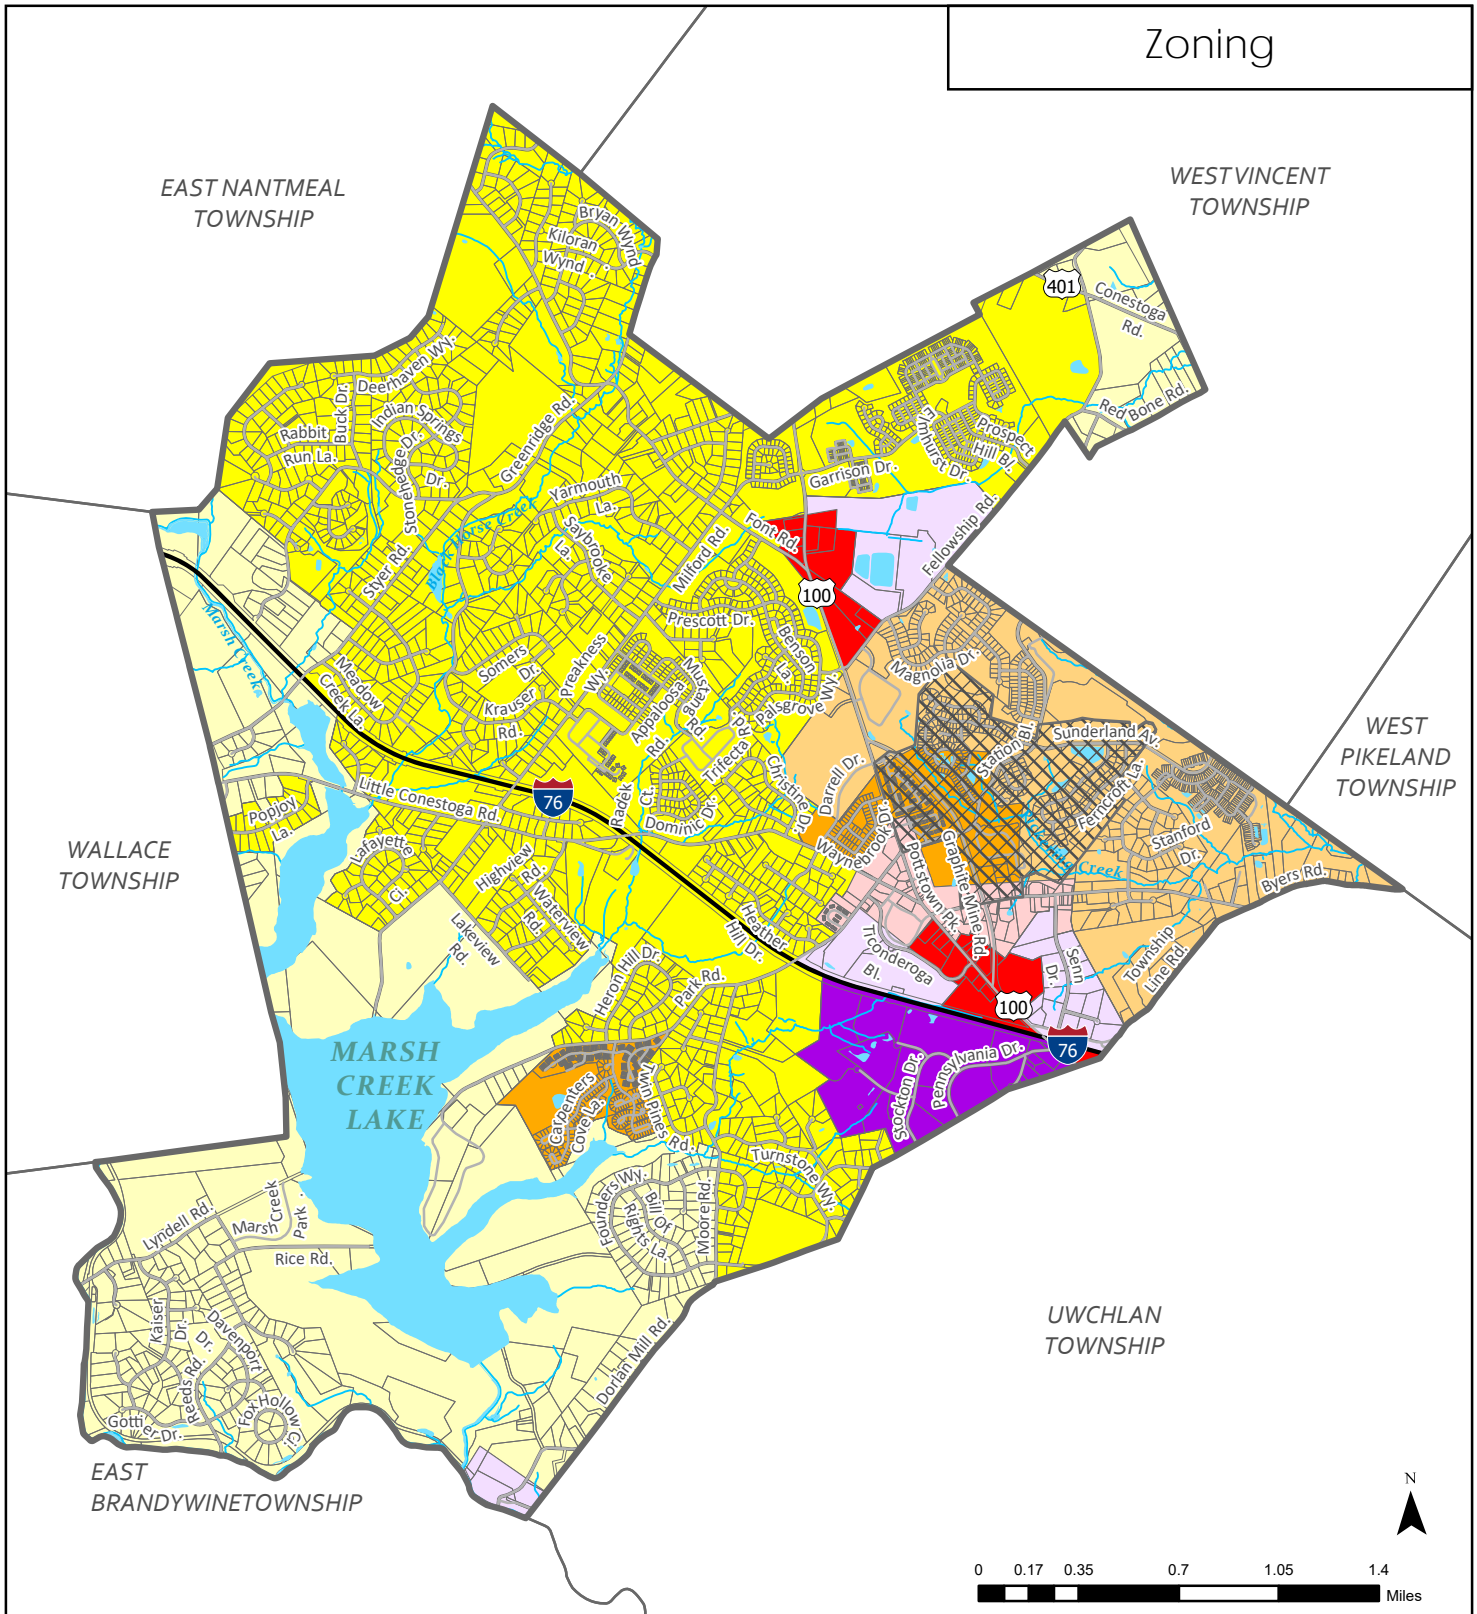 Zoning
EAST NANTMEAL
TOWNSHIP
WEST VINCENT
TOWNSHIP
Bryan Wynd
Kiloran
Wynd
401
Conestoga
Rd.
Red Bone Rd.
Deerhaven Wy.
Buck Dr.
Indian Springs
Dr.
Rabbit
Run La.
Stonehedge Dr.
Greenridge Rd.
Elmhurst Dr.
Prospect
Hill Bl.
Garrison Dr.
Yarmouth
La.
Saybrooke
La.
Black Horse Creek
Styer Rd.
Milford Rd.
Font Rd.
Fellowship Rd.
100
Marsh Creek
Prescott Dr.
Benson
La.
Magnolia Dr.
Meadow
Creek La.
Somers
Dr.
Preakness
Wy.
Krauser
Rd.
Mustang
Rd.
Appaloosa
Rd.
Palsgrove Wy.
Trifecta Rd.
WEST
PIKELAND
TOWNSHIP
Sunderland Av.
Station Bl.
Ferncroft La.
Christine Dr.
Darrell Dr.
76
Little Conestoga Rd.
Radek
Ct.
Dominic Dr.
Popjoy
La.
Lafayette
Ci.
Waynebrook Dr.
Pottstown Pk.
Graphite Mine Rd.
Creek
Stanford
Dr.
Byers Rd.
WALLACE
TOWNSHIP
Highview
Rd.
Waterview
Rd.
Lakeview
Rd.
Heather
Hill Dr.
Ticonderoga
Bl.
Senn
Dr.
Township
Line Rd.
Heron Hill Dr.
Park Rd.
100
76
MARSH
CREEK
LAKE
Stockton Dr.
Pennsylvania Dr.
Carpenters
Cove La.
Twin Pines Rd.
Turnstone Wy.
Founders Wy.
Bill Of
Rights La.
Moore Rd.
Lyndell Rd.
Marsh Creek
Park
Rice Rd.
Kaiser
Dr.
Davenport
Dr.
Reeds Rd.
Fox Hollow Ci.
Gottier Dr.
Dorlan Mill Rd.
UWCHLAN
TOWNSHIP
EAST
BRANDYWINETOWNSHIP
N
0 0.17 0.35 0.7 1.05 1.4
Miles